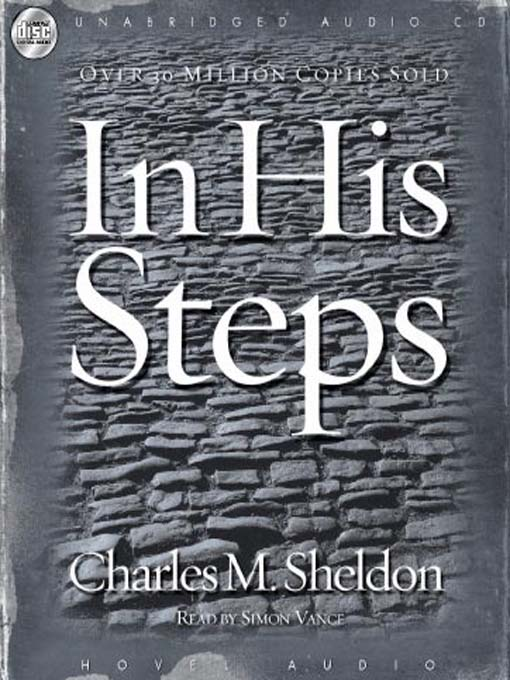 UNABRIDGED AUDIO CD
disc
OVER 30 MILLION COPIES SOLD
In His
Steps
Charles M. Sheldon
READ BY SIMON VANCE
HOVEL AUDIO